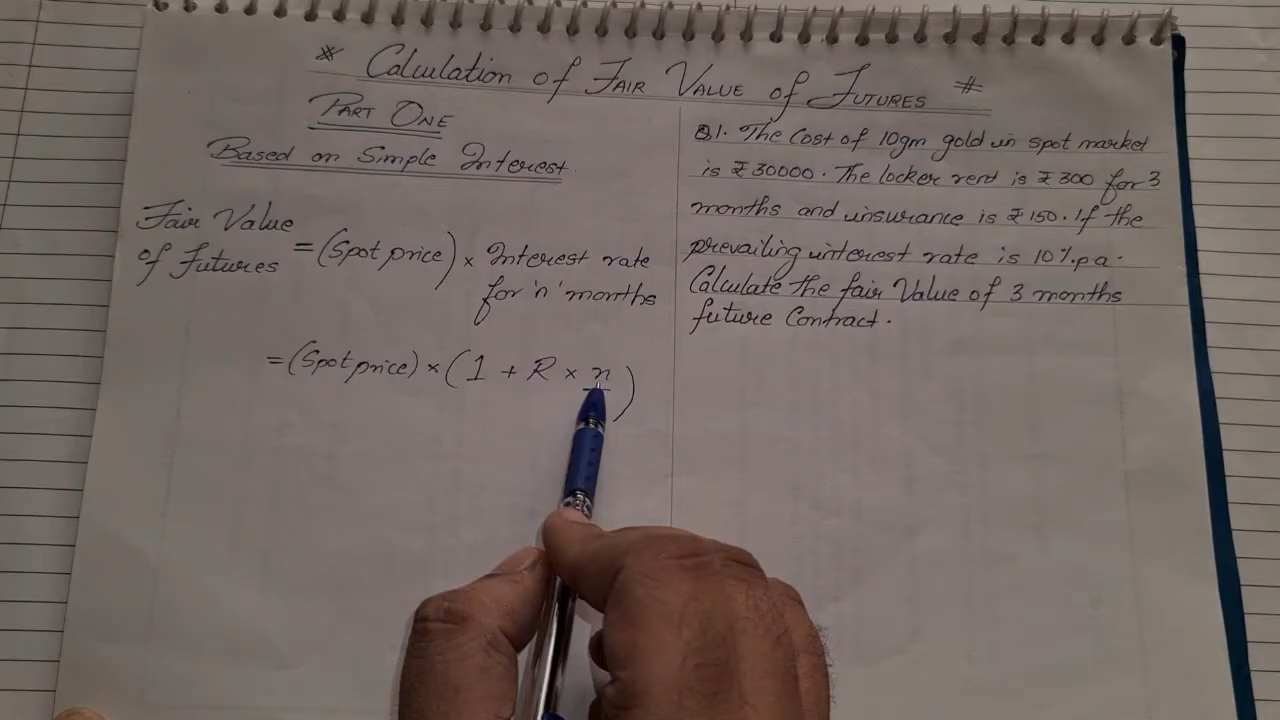 * Calculation of FAIR VALUE of FUTURES *
PART ONE
BASED on Simple Interest
Fair Value of Futures = (Spot price) × Interest rate for 'n' months
= (Spot price) × (1 + R × n)
Q.1. The Cost of 10gm gold in spot market
is ₹30000. The locker rent is ₹300 for 3
months and insurance is ₹150. If the
prevailing interest rate is 10% p.a.
Calculate the fair Value of 3 months
future Contract.